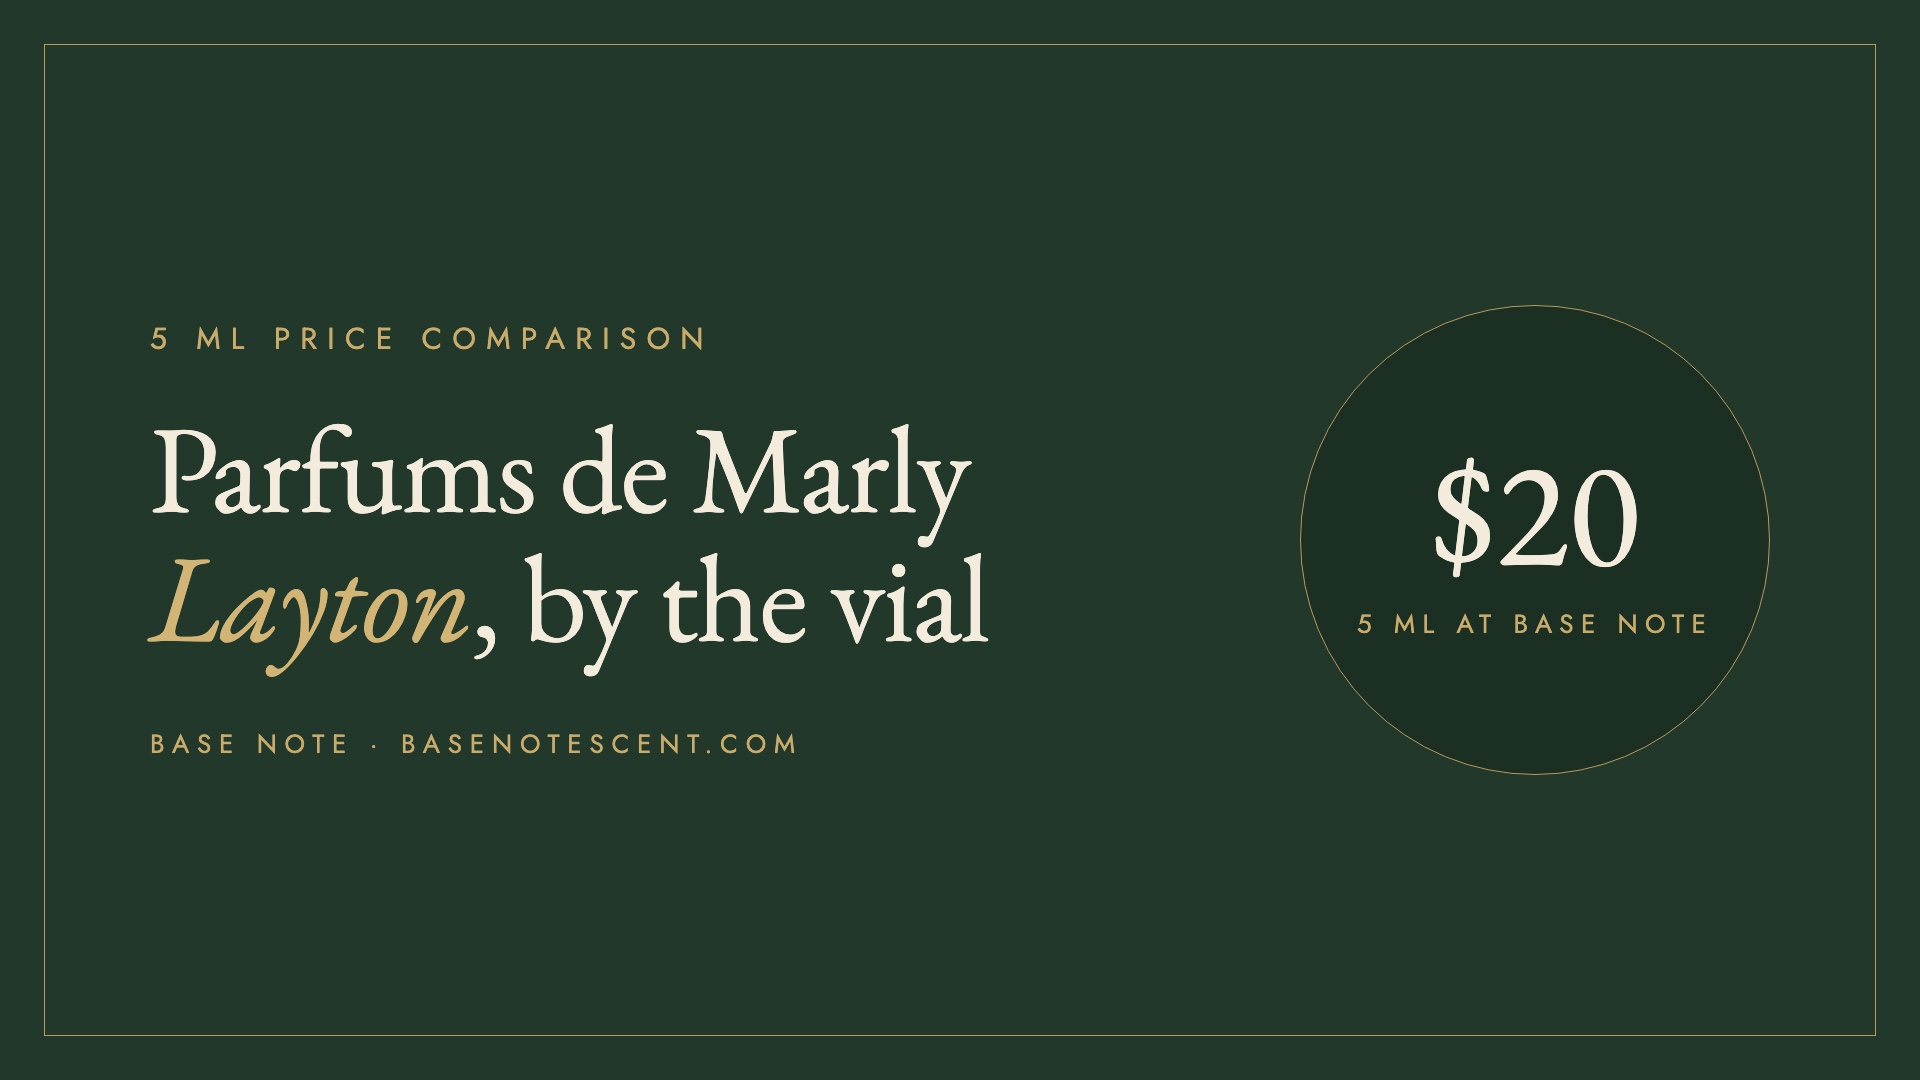 5 ML PRICE COMPARISON
Parfums de Marly
Layton, by the vial
BASE NOTE · BASENOTESCENT.COM
$20
5 ML AT BASE NOTE